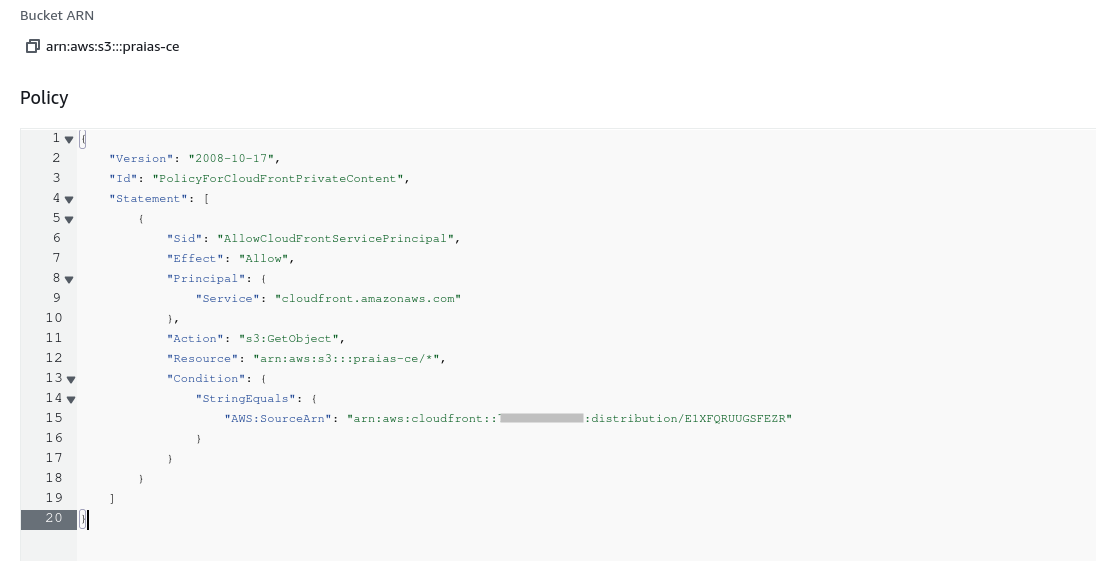 Bucket ARN
arn:aws:s3:::praias-ce
Policy
1 {
2 "Version": "2008-10-17",
3 "Id": "PolicyForCloudFrontPrivateContent",
4 "Statement": [
5 {
6 "Sid": "AllowCloudFrontServicePrincipal",
7 "Effect": "Allow",
8 "Principal": {
9 "Service": "cloudfront.amazonaws.com"
10 },
11 "Action": "s3:GetObject",
12 "Resource": "arn:aws:s3:::praias-ce/*",
13 "Condition": {
14 "StringEquals": {
15 "AWS:SourceArn": "arn:aws:cloudfront:: :distribution/E1XFQRUUGSFEZR"
16 }
17 }
18 }
19 ]
20 }